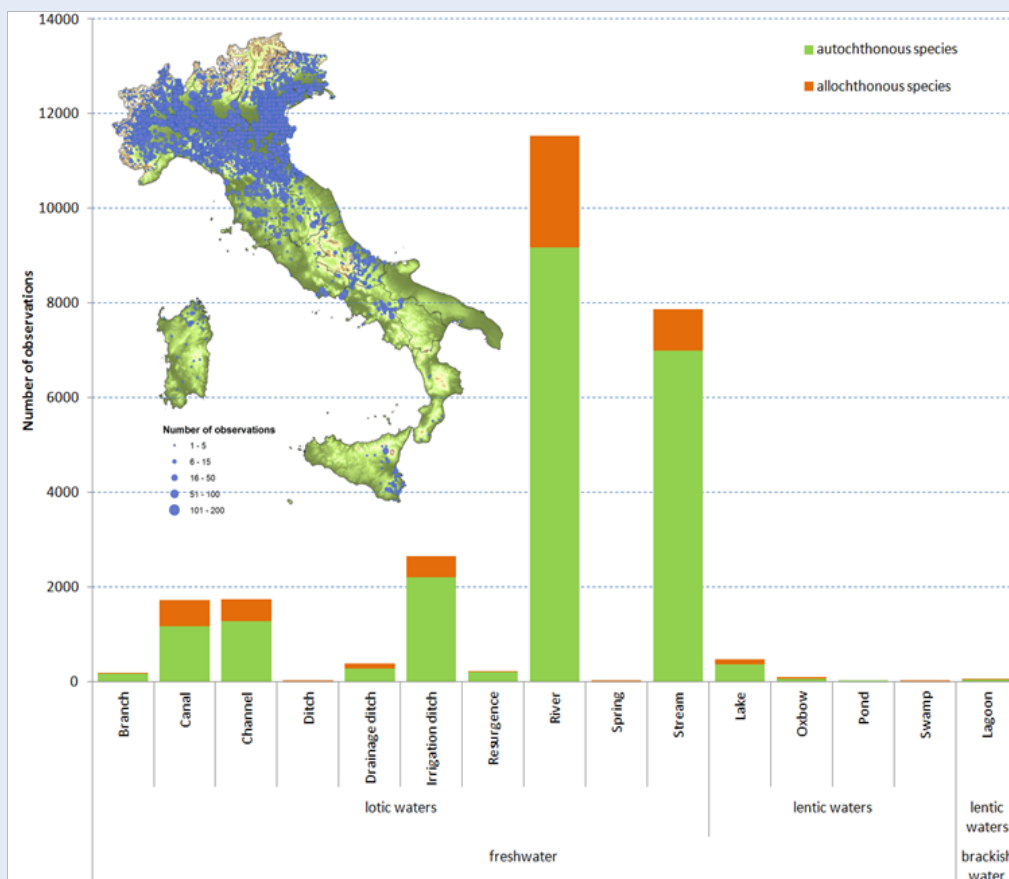 14000
12000
10000
8000
6000
4000
2000
0
Number of observations
autochthonous species
allochthonous species
Number of observations
1 - 5
6 - 15
16 - 50
51 - 100
101 - 200
Branch
Canal
Channel
Ditch
Drainage ditch
Irrigation ditch
Resurgence
River
Spring
Stream
Lake
Oxbow
Pond
Swamp
Lagoon
lotic waters
lentic waters
lentic
waters
freshwater
brackish
water